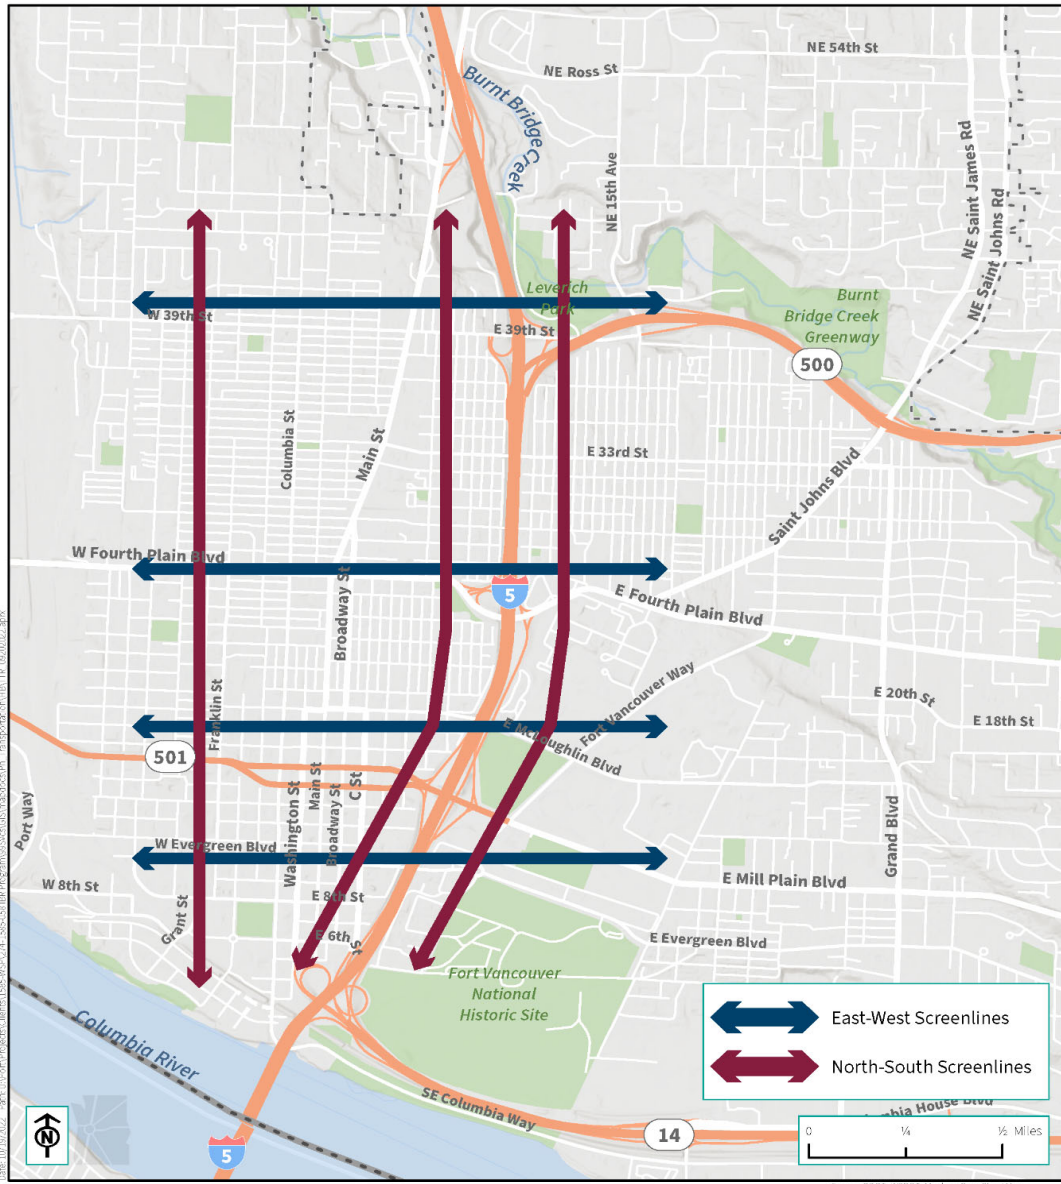 NE 54th St
NE Ross St
Burnt Bridge
Creek
NE 15th Ave
NE Saint James Rd
NE Saint Johns Rd
Leverich
Park
W 39th St
E 39th St
Burnt
Bridge Creek
Greenway
500
Columbia St
Main St
E 33rd St
Saint Johns Blvd
W Fourth Plain Blvd
5
E Fourth Plain Blvd
Broadway St
Fort Vancouver Way
E 20th St
E 18th St
Franklin St
E McLoughlin Blvd
501
Main St
C St
Washington St
Broadway St
Port Way
Grand Blvd
W Evergreen Blvd
W 8th St
E 8th St
E Mill Plain Blvd
Grant St
E 6th St
E Evergreen Blvd
Fort Vancouver
National
Historic Site
Columbia River
East-West Screenlines
North-South Screenlines
SE Columbia Way
14
N
5
0 ¼ ½ Miles